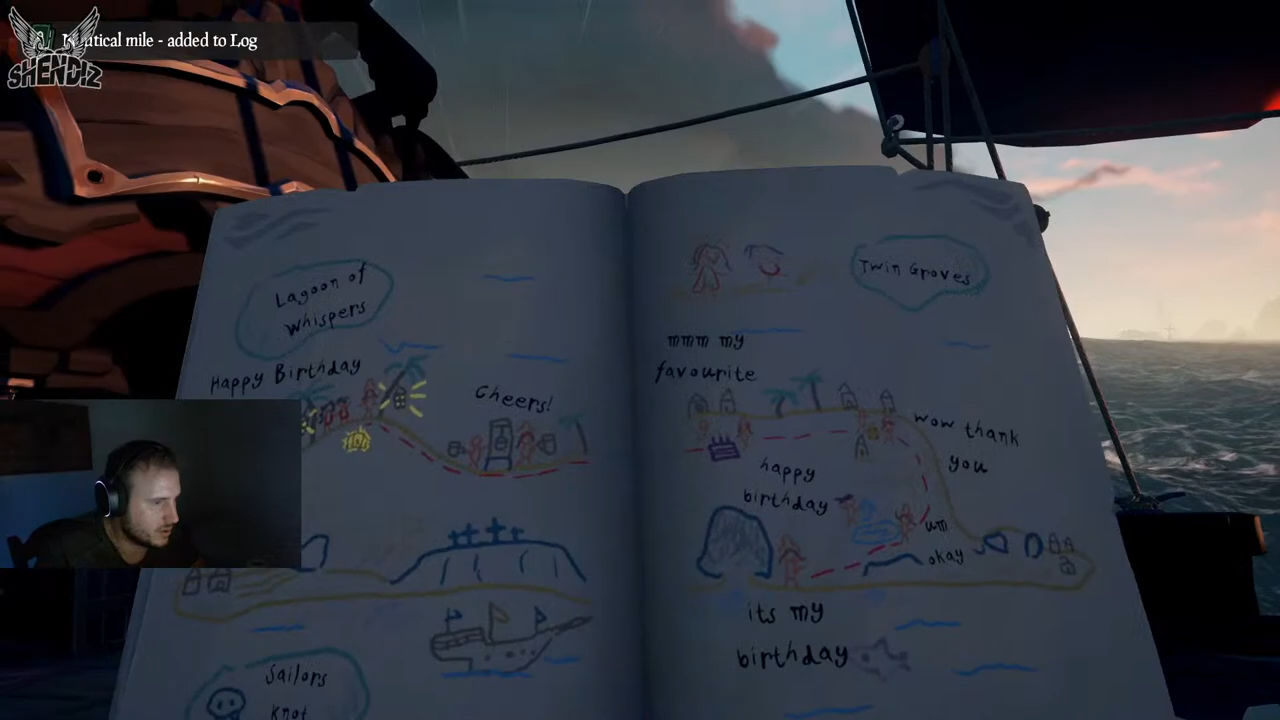 Nautical mile - added to Log
SHENDIZ
Lagoon of
Whispers
Happy Birthday
Cheers!
Sailors
Knot
Twin Groves
mmm my
favourite
wow thank
you
happy
birthday
um
okay
its my
birthday